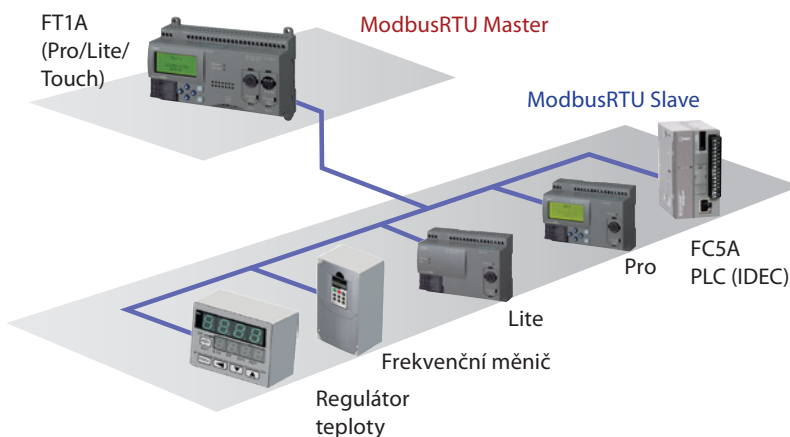 FT1A
(Pro/Lite/
Touch)
ModbusRTU Master
ModbusRTU Slave
FC5A
PLC (IDEC)
Pro
Lite
Frekvenční měnič
Regulátor
teploty